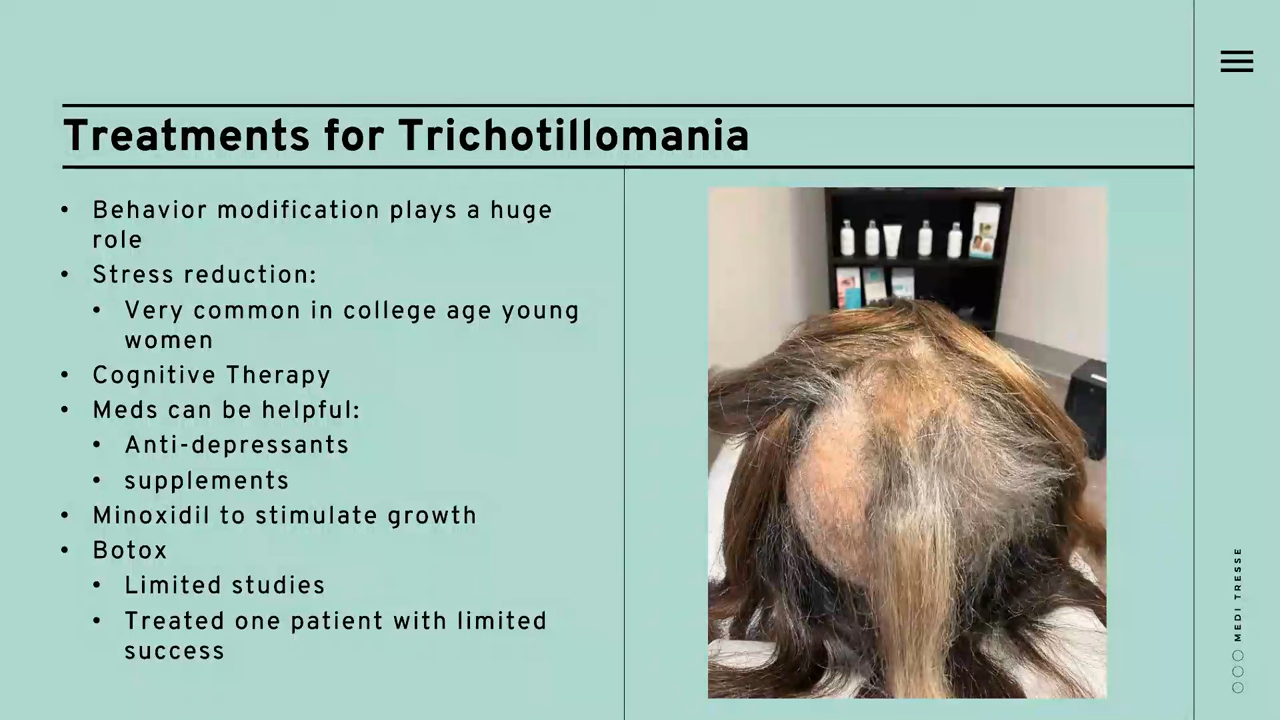 Treatments for Trichotillomania
• Behavior modification plays a huge
role
• Stress reduction:
• Very common in college age young
women
• Cognitive Therapy
• Meds can be helpful:
• Anti-depressants
• supplements
• Minoxidil to stimulate growth
• Botox
• Limited studies
• Treated one patient with limited
success
MEDI TRESSE